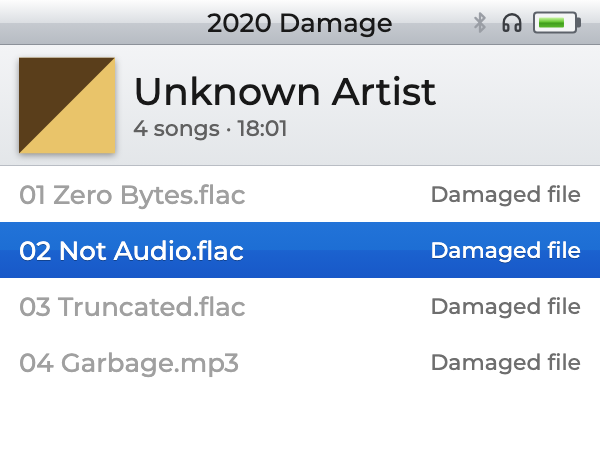 2020 Damage
Unknown Artist
4 songs · 18:01
01 Zero Bytes.flac Damaged file
02 Not Audio.flac Damaged file
03 Truncated.flac Damaged file
04 Garbage.mp3 Damaged file